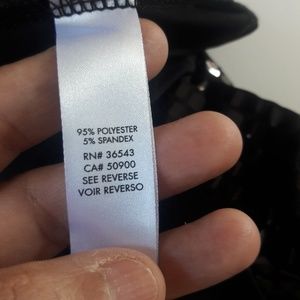 95% POLYESTER
5% SPANDEX
RN# 36543
CA# 50900
SEE REVERSE
VOIR REVERSO